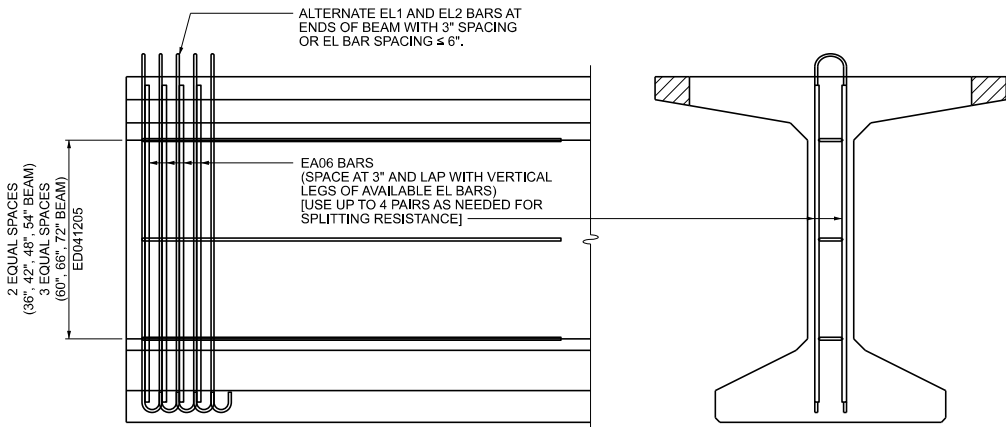 ALTERNATE EL1 AND EL2 BARS AT
ENDS OF BEAM WITH 3" SPACING
OR EL BAR SPACING ≤ 6".
EA06 BARS
(SPACE AT 3" AND LAP WITH VERTICAL
LEGS OF AVAILABLE EL BARS)
[USE UP TO 4 PAIRS AS NEEDED FOR
SPLITTING RESISTANCE]
2 EQUAL SPACES
(36", 42", 48", 54" BEAM)
3 EQUAL SPACES
(60", 66", 72" BEAM)
ED041205